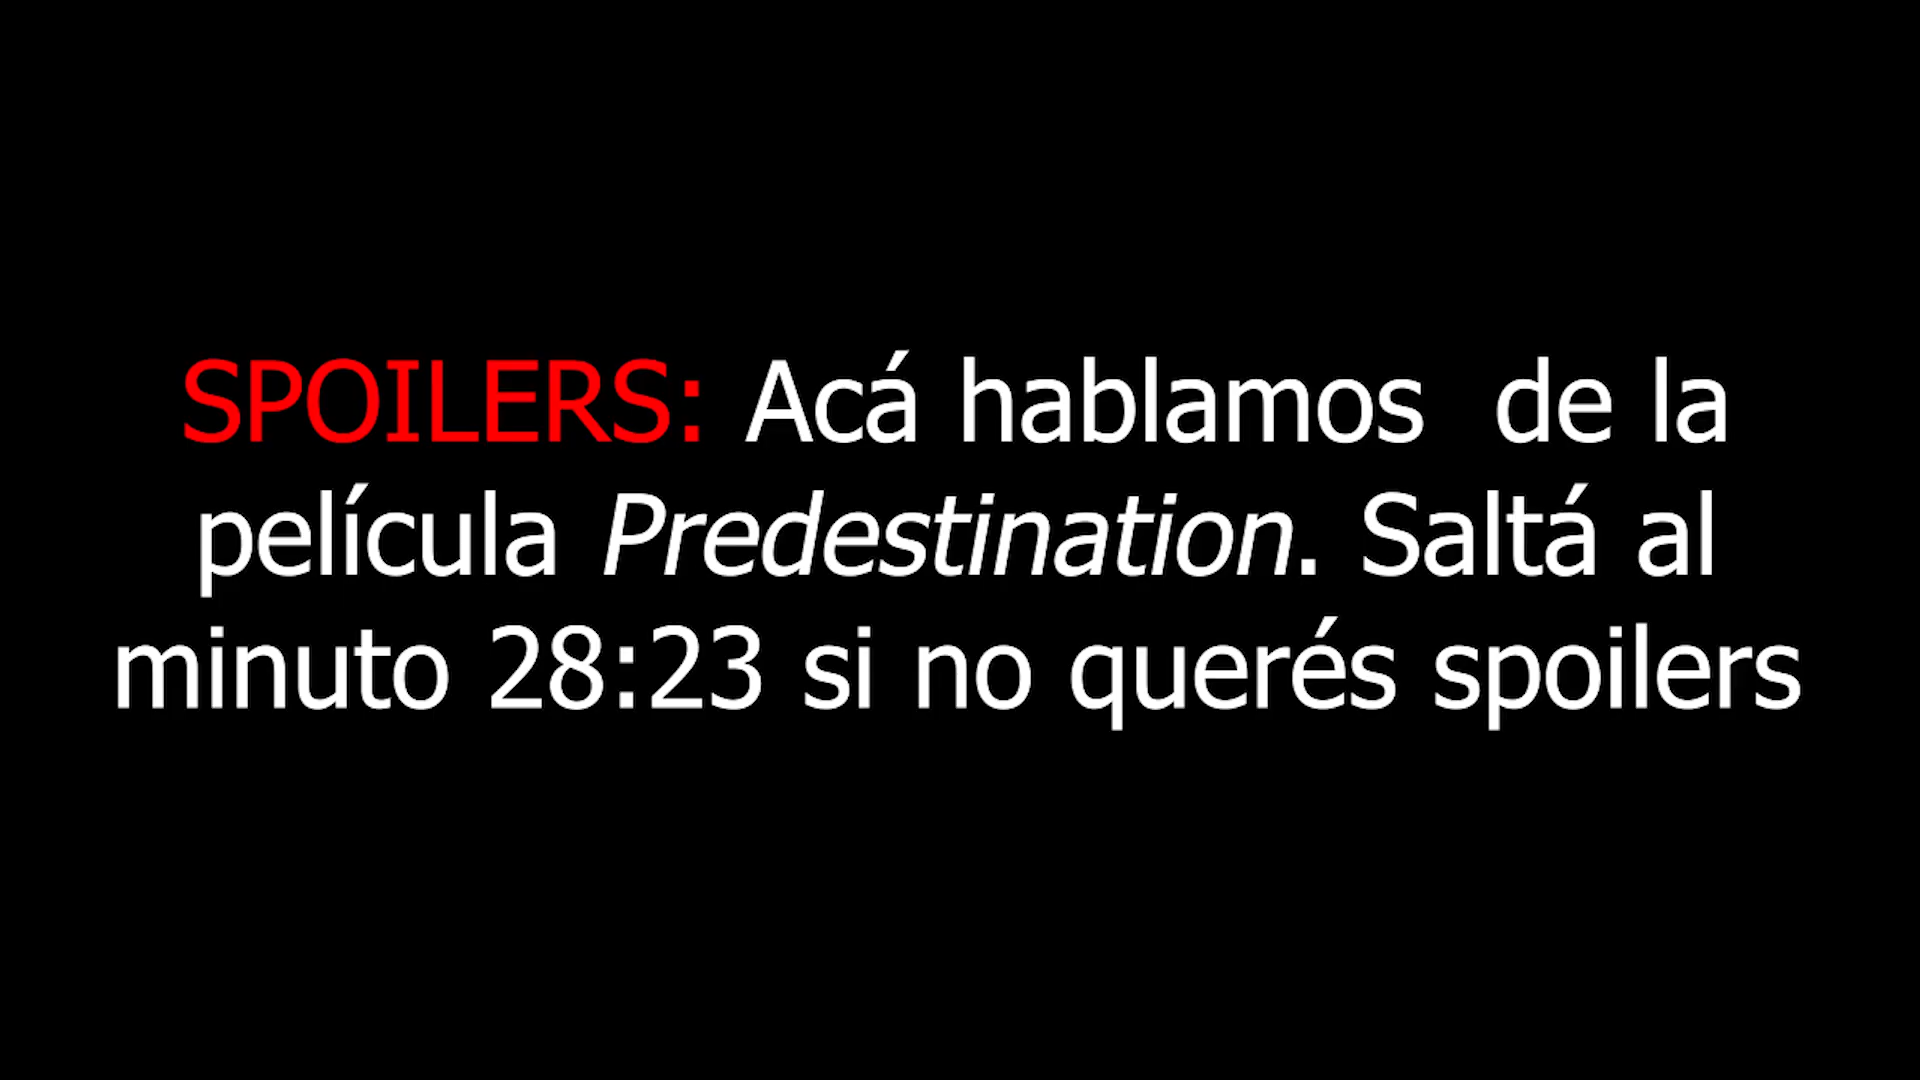 SPOILERS: Acá hablamos  de la
película Predestination. Saltá al
minuto 28:23 si no querés spoilers